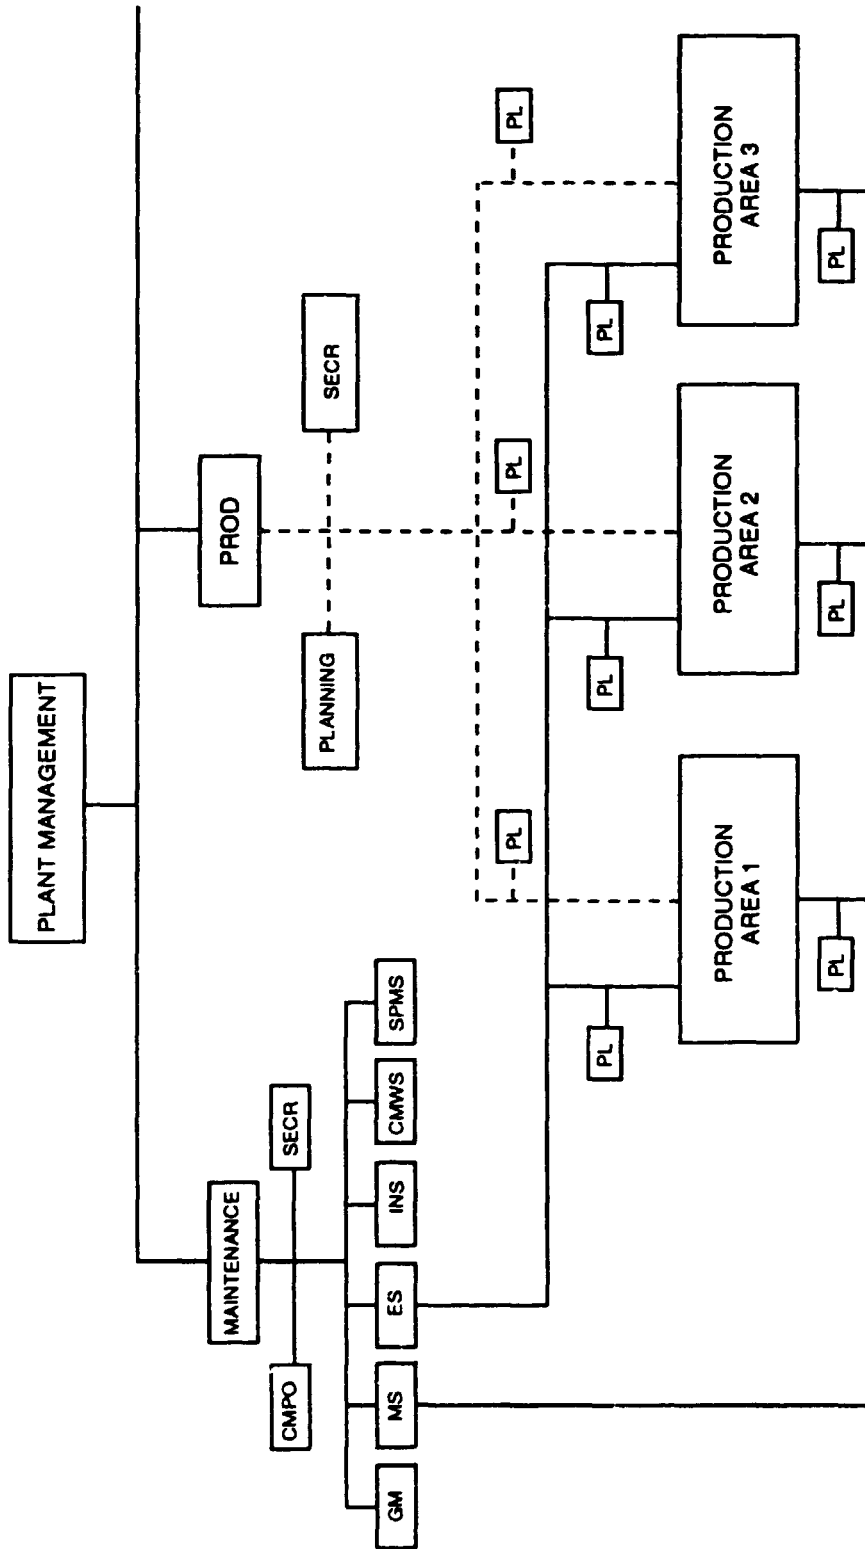 PLANT MANAGEMENT
MAINTENANCE
PROD
CMPO
SECR
PLANNING
SECR
GM
MS
ES
INS
CMWS
SPMS
PL
PL
PL
PL
PL
PL
PRODUCTION
AREA 1
PRODUCTION
AREA 2
PRODUCTION
AREA 3
PL
PL
PL